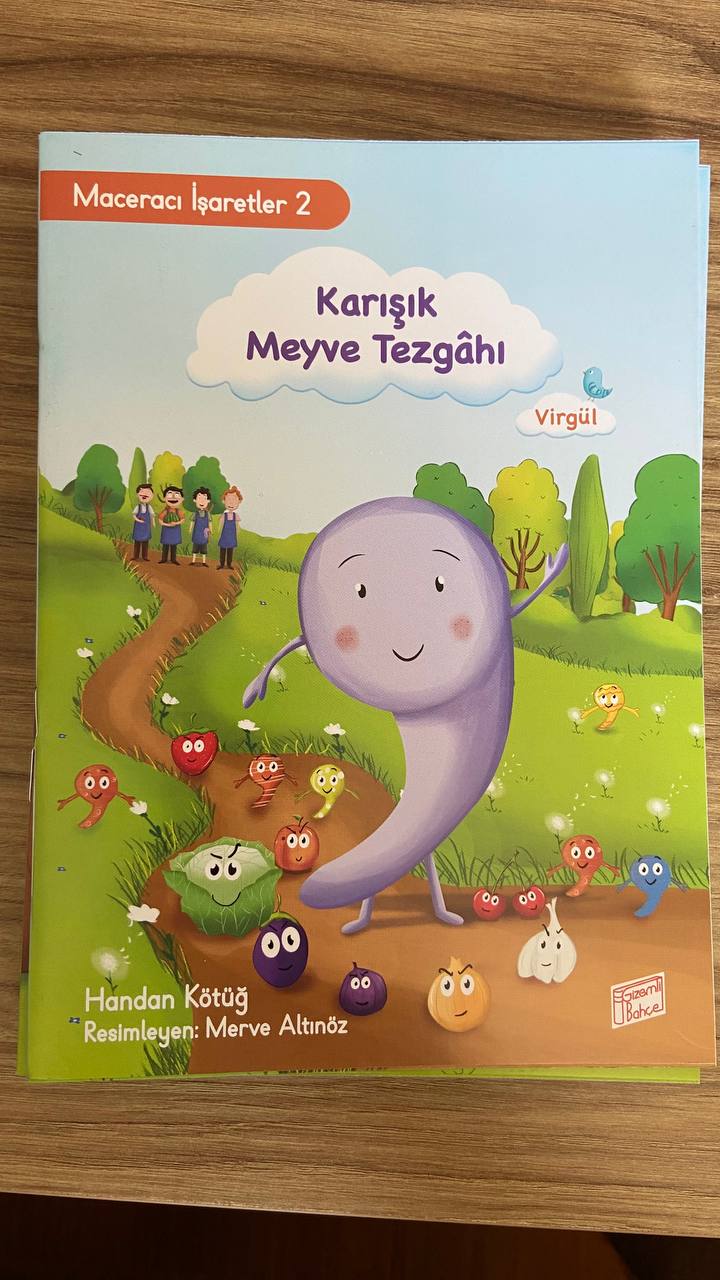 Maceracı İşaretler 2
Karışık
Meyve Tezgâhı
Virgül
Handan Kötüğ
Resimleyen: Merve Altınöz
Gizemli
Bahçe